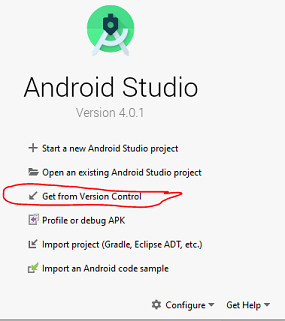 Android Studio
Version 4.0.1
Start a new Android Studio project
Open an existing Android Studio project
Get from Version Control
Profile or debug APK
Import project (Gradle, Eclipse ADT, etc.)
Import an Android code sample
Configure Get Help